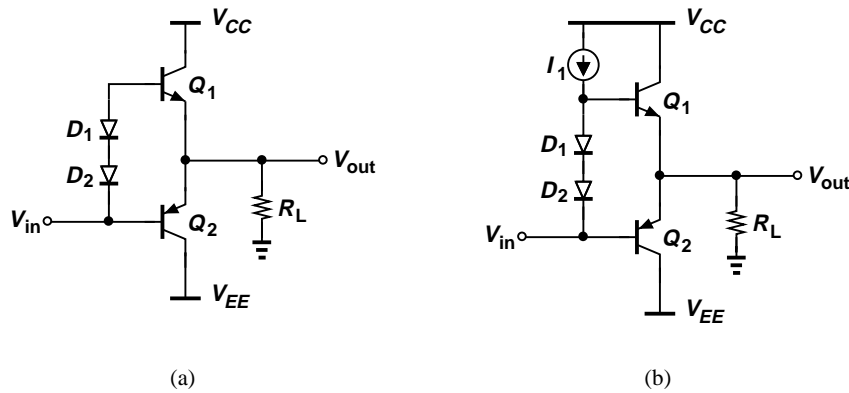 V_CC
Q_1
D_1
D_2
V_out
V_in
Q_2
R_L
V_EE
(a)
V_CC
I_1
Q_1
D_1
D_2
V_out
V_in
Q_2
R_L
V_EE
(b)